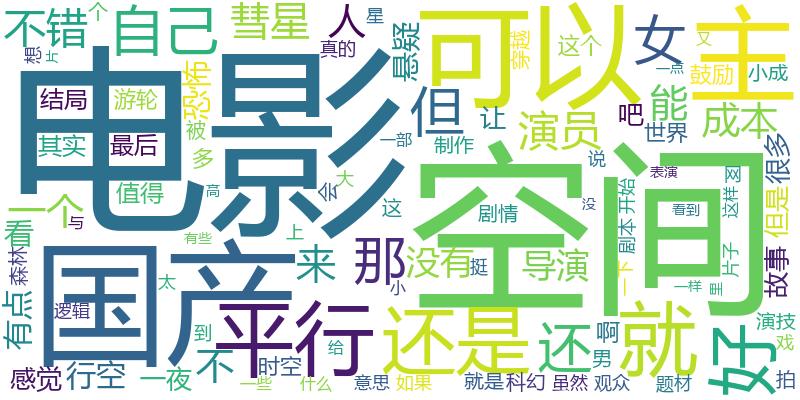 不错
个
自己
彗星
人
星
可以
女
主
想
片
真的
悬疑
穿越
这个
一点
又
鼓励
小成
电影
恐怖
结局
游轮
但
让
演员
能
吧
成本
世界
其实
最后
被
多
一部
制作
说
很多
值得
会
大
这
剧情
空间
没
表演
看到
开始
这样
区
但是
一个
与
高
看
有些
上
来
那
没有
挺
导演
剧本
片子
故事
森林
国产
太
小
一下
一样
里
有点
逻辑
到
平行
给
还是
还
啊
就
好
演技
戏
感觉
行空
一夜
不
时空
男
一些
什么
意思
如果
就是
科幻
虽然
观众
题材
拍